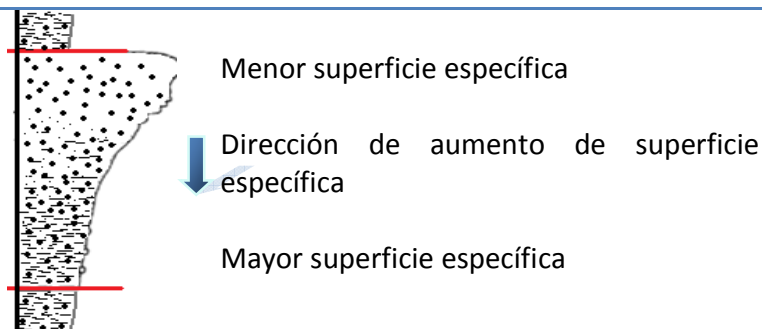 Menor superficie específica
Dirección de aumento de superficie
específica
Mayor superficie específica